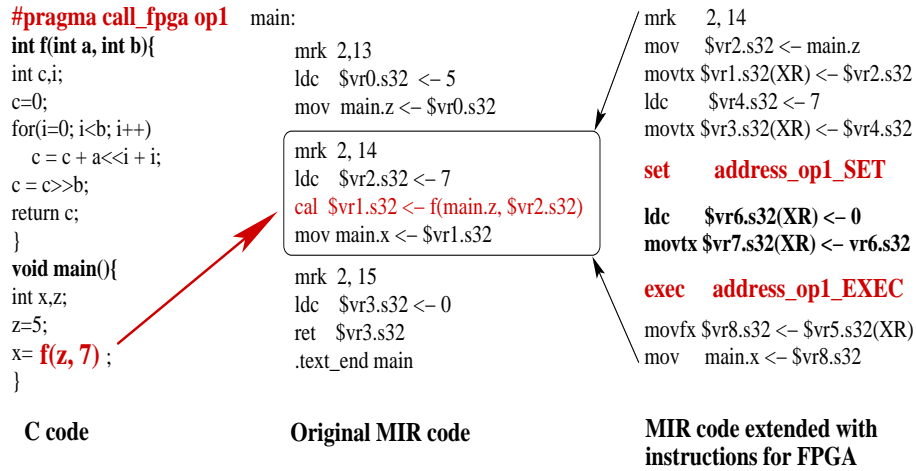 #pragma call_fpga op1
int f(int a, int b){
int c,i;
c=0;
for(i=0; i<b; i++)
c = c + a<<i + i;
c = c>>b;
return c;
}
void main(){
int x,z;
z=5;
x= f(z, 7) ;
}
C code
main:
mrk 2,13
ldc $vr0.s32 <− 5
mov main.z <− $vr0.s32
mrk 2, 14
ldc $vr2.s32 <− 7
cal $vr1.s32 <− f(main.z, $vr2.s32)
mov main.x <− $vr1.s32
mrk 2, 15
ldc $vr3.s32 <− 0
ret $vr3.s32
.text_end main
Original MIR code
mrk 2, 14
mov $vr2.s32 <− main.z
movtx $vr1.s32(XR) <− $vr2.s32
ldc $vr4.s32 <− 7
movtx $vr3.s32(XR) <− $vr4.s32
set address_op1_SET
ldc $vr6.s32(XR) <− 0
movtx $vr7.s32(XR) <− vr6.s32
exec address_op1_EXEC
movfx $vr8.s32 <− $vr5.s32(XR)
mov main.x <− $vr8.s32
MIR code extended with
instructions for FPGA